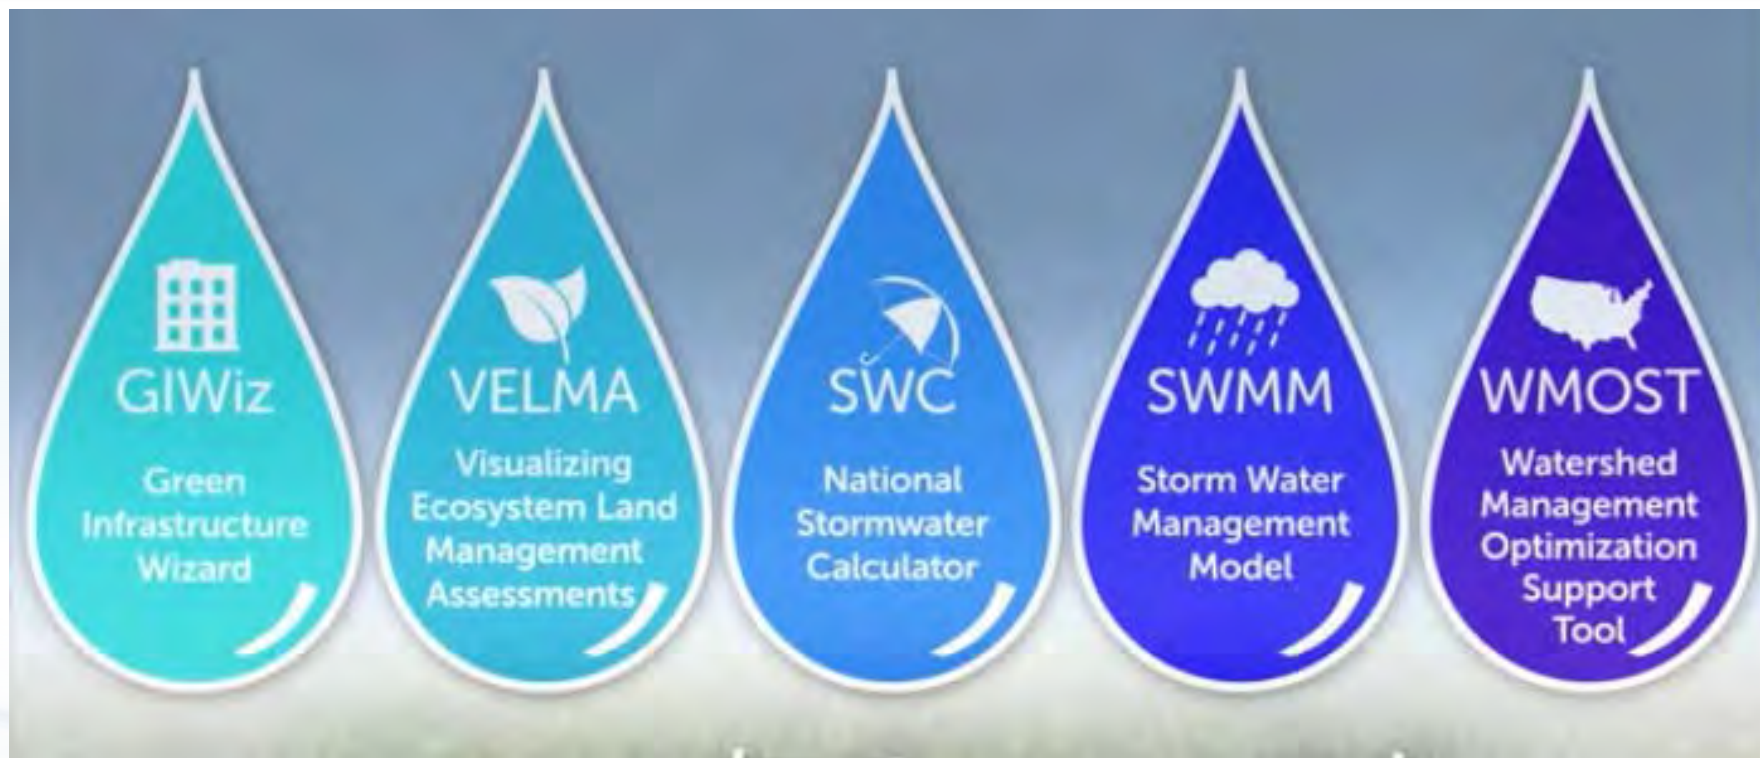 GIWiz
Green
Infrastructure
Wizard
VELMA
Visualizing
Ecosystem Land
Management
Assessments
SWC
National
Stormwater
Calculator
SWMM
Storm Water
Management
Model
WMOST
Watershed
Management
Optimization
Support
Tool